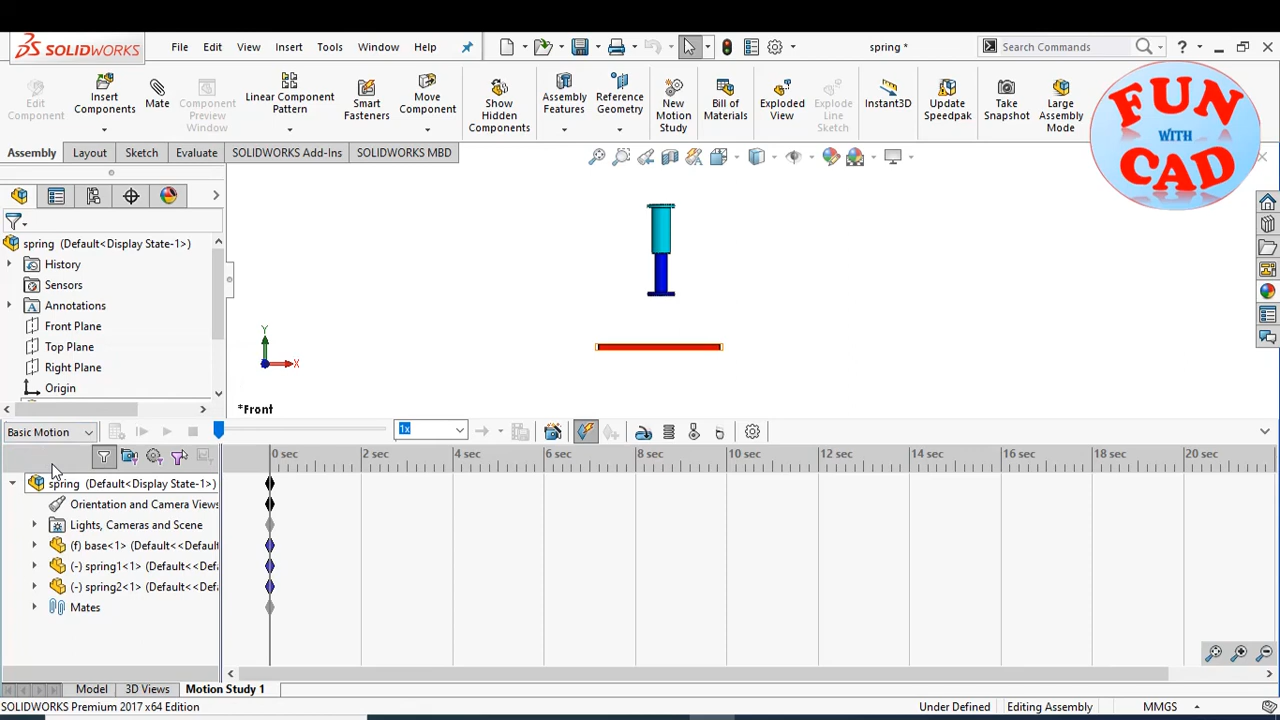 SOLIDWORKS
File Edit View Insert Tools Window Help
spring *
Search Commands
Edit Component
Insert Components
Mate
Component Preview Window
Linear Component Pattern
Smart Fasteners
Move Component
Show Hidden Components
Assembly Features
Reference Geometry
New Motion Study
Bill of Materials
Exploded View
Explode Line Sketch
Instant3D
Update Speedpak
Take Snapshot
Large Assembly Mode
FUN
WITH
CAD
Assembly Layout Sketch Evaluate SOLIDWORKS Add-Ins SOLIDWORKS MBD
spring (Default<Display State-1>)
History
Sensors
Annotations
Front Plane
Top Plane
Right Plane
Origin
Y
X
*Front
Basic Motion
1x
0 sec 2 sec 4 sec 6 sec 8 sec 10 sec 12 sec 14 sec 16 sec 18 sec 20 sec
spring (Default<Display State-1>)
Orientation and Camera Views
Lights, Cameras and Scene
(f) base<1> (Default<<Default
(-) spring1<1> (Default<<Def
(-) spring2<1> (Default<<Def
Mates
Model 3D Views Motion Study 1
SOLIDWORKS Premium 2017 x64 Edition
Under Defined Editing Assembly MMGS